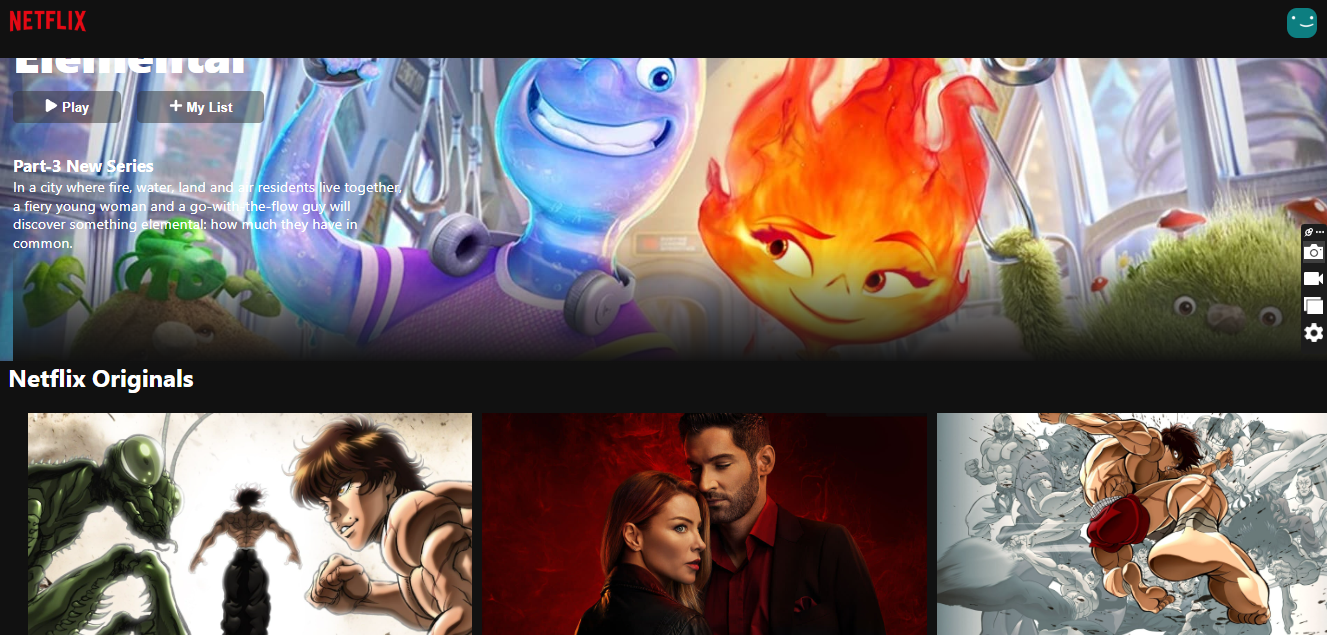 NETFLIX
Elemental
Play
My List
Part-3 New Series
In a city where fire, water, land and air residents live together,
a fiery young woman and a go-with-the-flow guy will
discover something elemental: how much they have in
common.
Netflix Originals